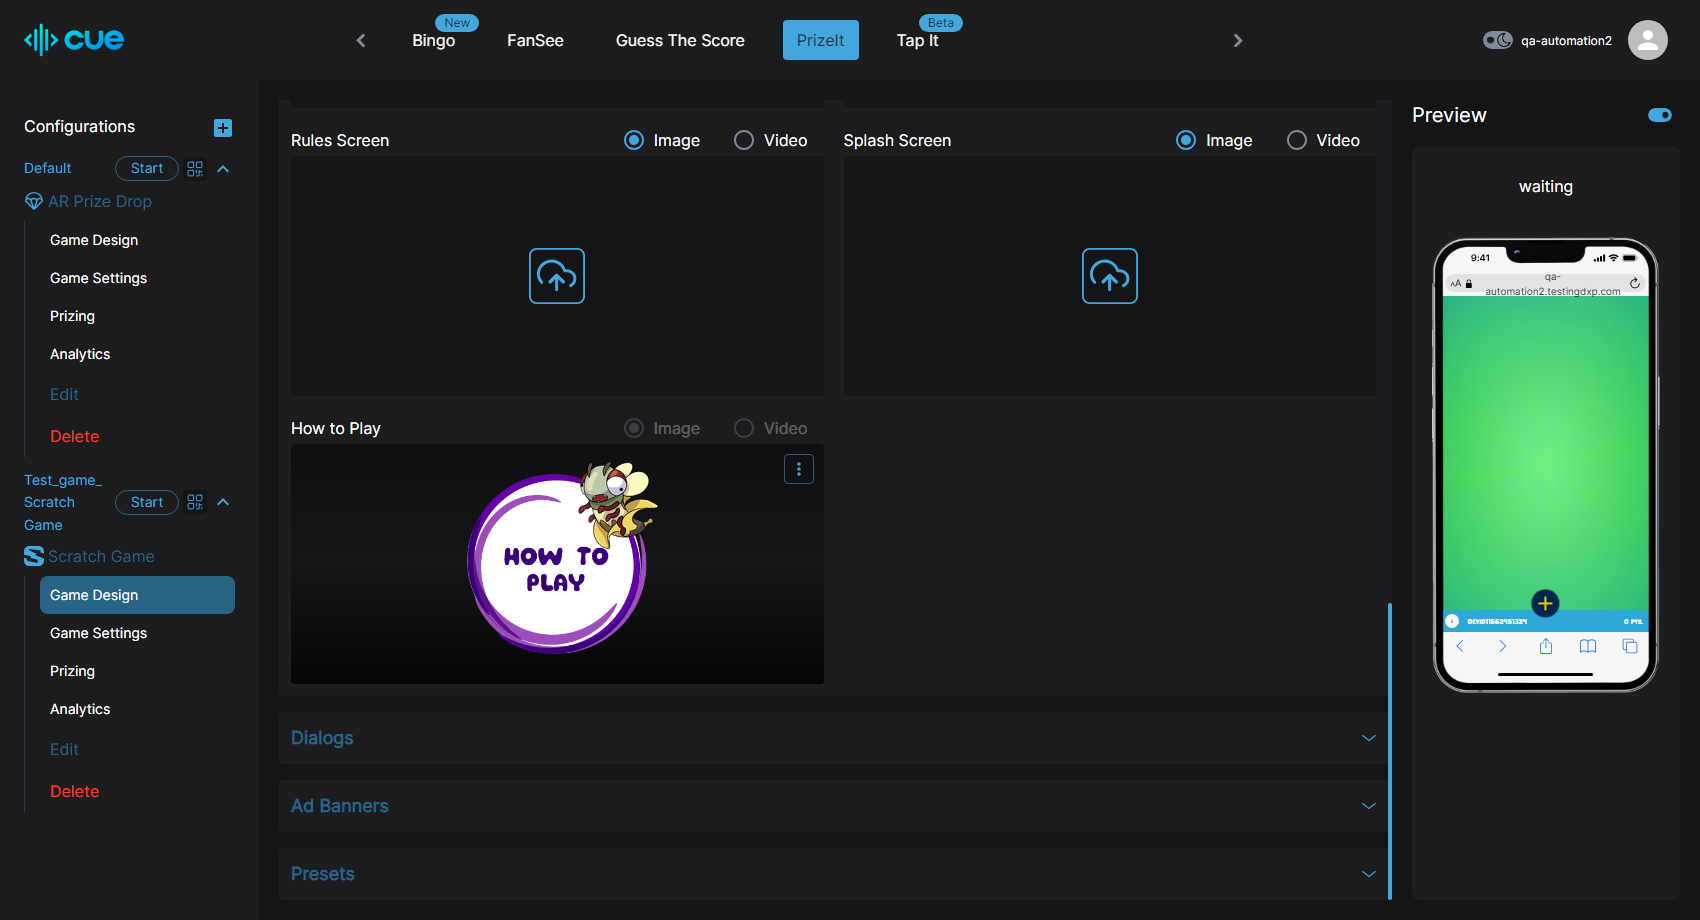 cue
New
Bingo
FanSee
Guess The Score
PrizeIt
Beta
Tap It
qa-automation2
Configurations
Default
Start
AR Prize Drop
Game Design
Game Settings
Prizing
Analytics
Edit
Delete
Test_game_
Scratch
Game
Start
Scratch Game
Game Design
Game Settings
Prizing
Analytics
Edit
Delete
Rules Screen
Image
Video
Splash Screen
Image
Video
How to Play
Image
Video
HOW TO
PLAY
Dialogs
Ad Banners
Presets
Preview
waiting
9:41
AA
qa-
automation2.testingdxp.com
0 PTS.